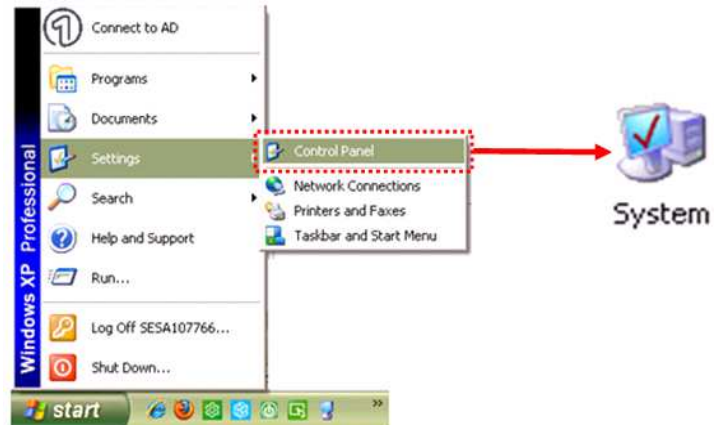 Connect to AD
Programs
Documents
Settings
Search
Help and Support
Run...
Log Off SESA107766...
Shut Down...
Windows XP Professional
Control Panel
Network Connections
Printers and Faxes
Taskbar and Start Menu
System
start
»